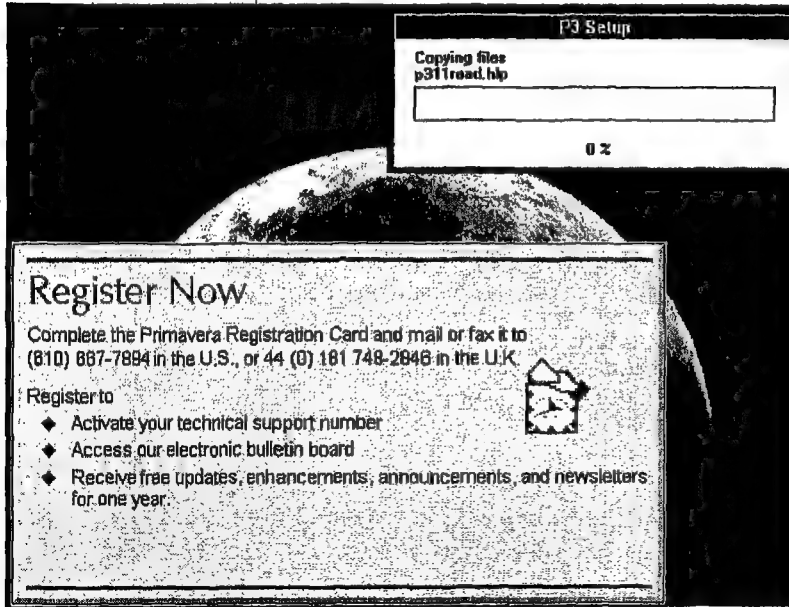 P3 Setup
Copying files
p311read.hlp
0 %
Register Now
Complete the Primavera Registration Card and mail or fax it to
(610) 667-7894 in the U.S., or 44 (0) 181 748-2846 in the U.K.
Register to
◆ Activate your technical support number
◆ Access our electronic bulletin board
◆ Receive free updates, enhancements, announcements, and newsletters
for one year.